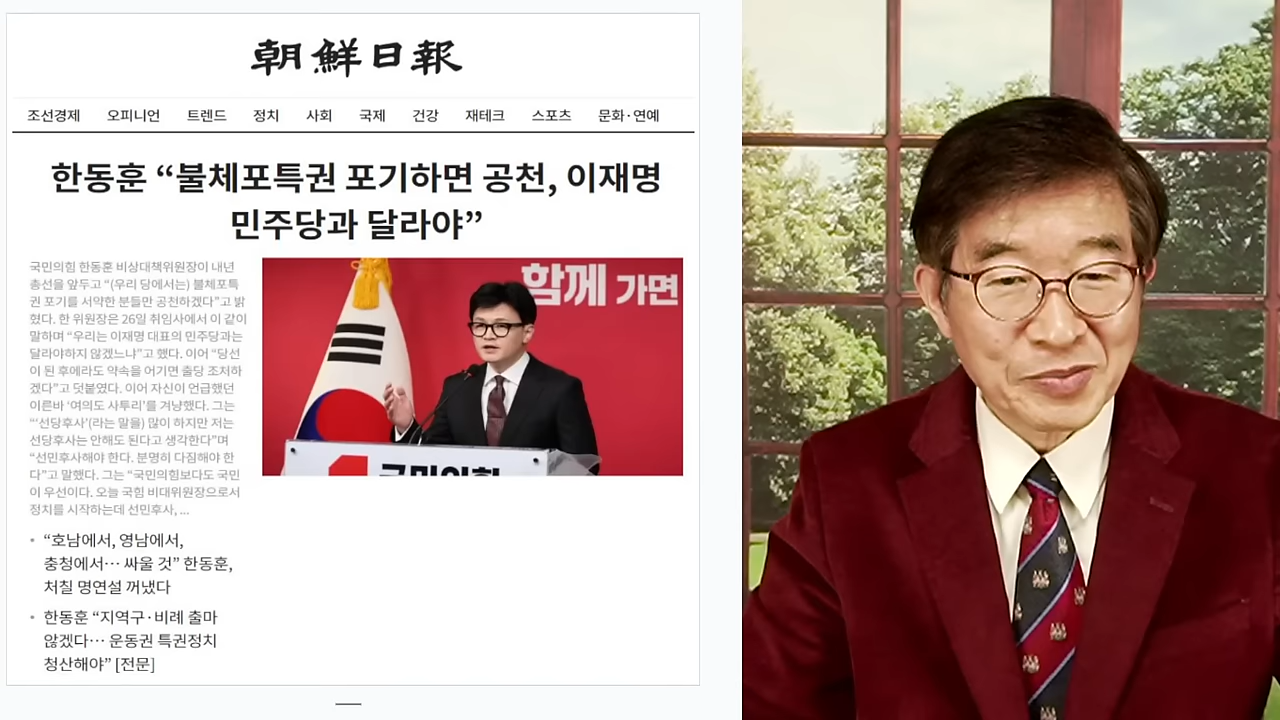 朝鮮日報
조선경제 오피니언 트렌드 정치 사회 국제 건강 재테크 스포츠 문화·연예
한동훈 “불체포특권 포기하면 공천, 이재명
민주당과 달라야”
국민의힘 한동훈 비상대책위원장이 내년
총선을 앞두고 “(우리 당에서는) 불체포특
권 포기를 서약한 분들만 공천하겠다”고 밝
혔다. 한 위원장은 26일 취임사에서 이 같이
말하며 “우리는 이재명 대표의 민주당과는
달라야하지 않겠느냐”고 했다. 이어 “당선
이 된 후에라도 약속을 어기면 출당 조처하
겠다”고 덧붙였다. 이어 자신이 언급했던
이른바 ‘여의도 사투리’를 겨냥했다. 그는
“‘선당후사’(라는 말을) 많이 하지만 저는
선당후사는 안해도 된다고 생각한다”며
“선민후사해야 한다. 분명히 다짐해야 한
다”고 말했다. 그는 “국민의힘보다도 국민
이 우선이다. 오늘 국힘 비대위원장으로서
정치를 시작하는데 선민후사, ...
함께 가면
국민의힘
• “호남에서, 영남에서,
충청에서… 싸울 것” 한동훈,
처칠 명연설 꺼냈다
• 한동훈 “지역구·비례 출마
않겠다… 운동권 특권정치
청산해야” [전문]